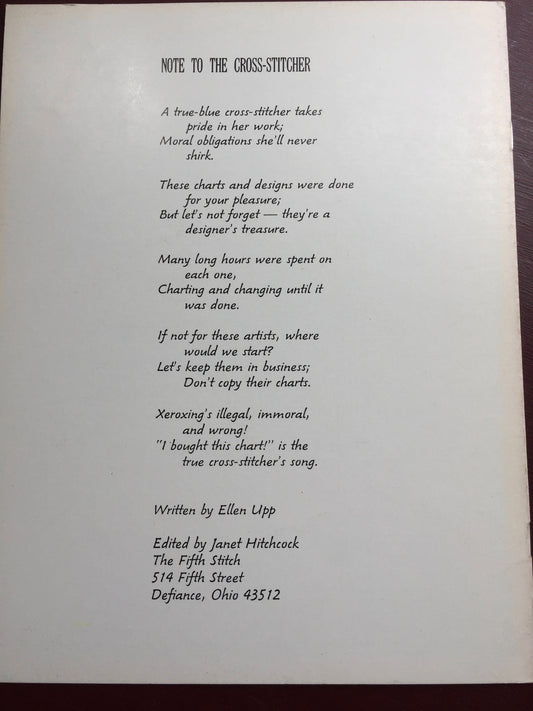 NOTE TO THE CROSS-STITCHER
A true-blue cross-stitcher takes
pride in her work;
Moral obligations she'll never
shirk.
These charts and designs were done
for your pleasure;
But let's not forget — they're a
designer's treasure.
Many long hours were spent on
each one,
Charting and changing until it
was done.
If not for these artists, where
would we start?
Let's keep them in business;
Don't copy their charts.
Xeroxing's illegal, immoral,
and wrong!
"I bought this chart!" is the
true cross-stitcher's song.
Written by Ellen Upp
Edited by Janet Hitchcock
The Fifth Stitch
514 Fifth Street
Defiance, Ohio 43512